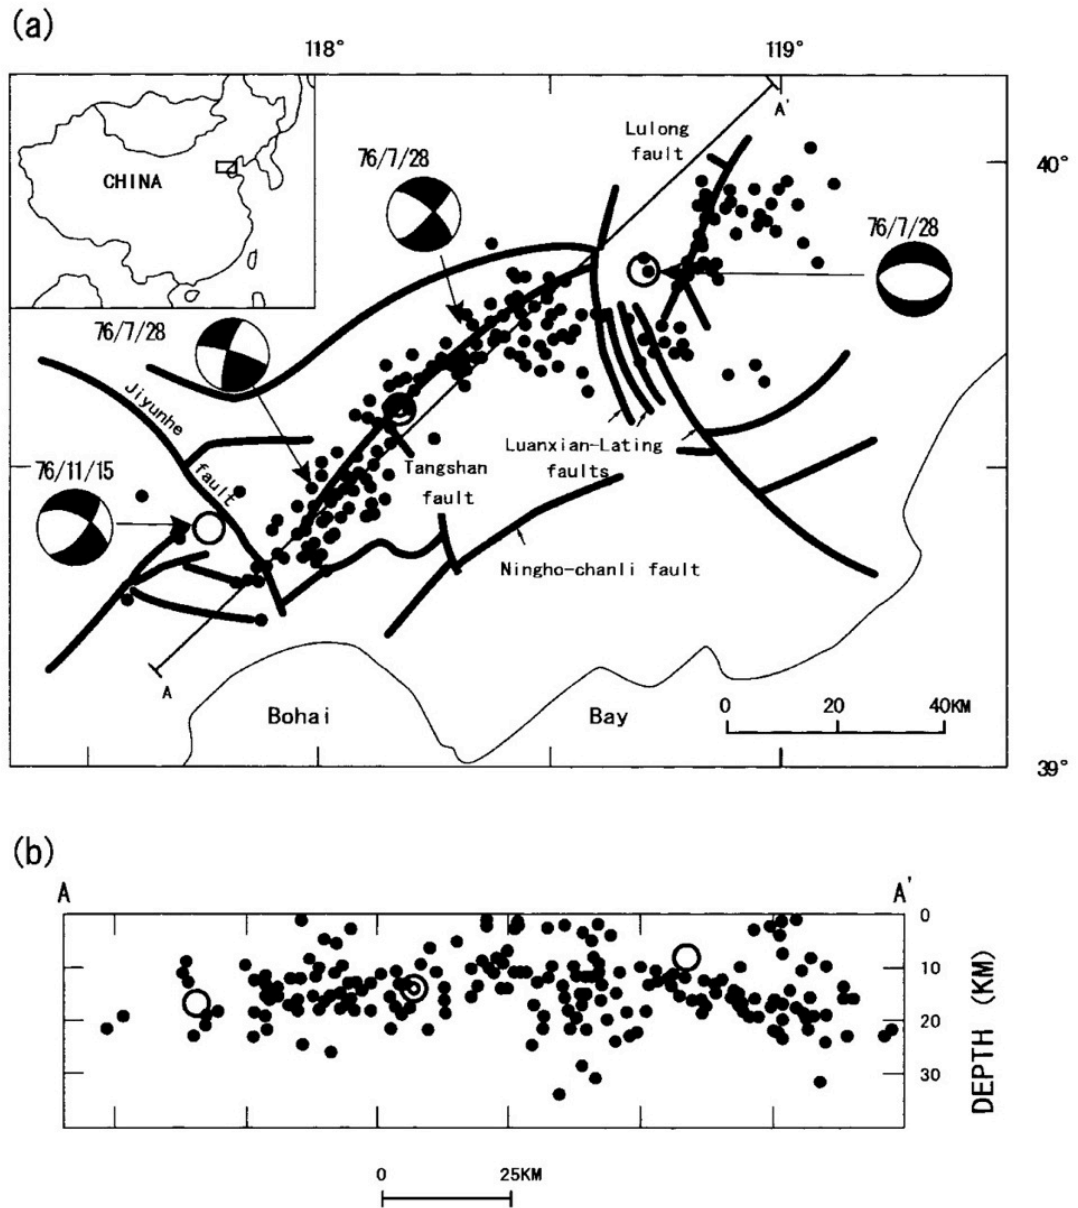 (a)
118°
119°
A'
Lulong
fault
40°
CHINA
76/7/28
76/7/28
76/7/28
Jiyunhe
fault
76/11/15
Luanxian-Lating
faults
Tangshan
fault
Ningho-chanli fault
A
Bohai
Bay
0
20
40KM
39°
(b)
A
A'
0
10
20
30
DEPTH (KM)
0
25KM